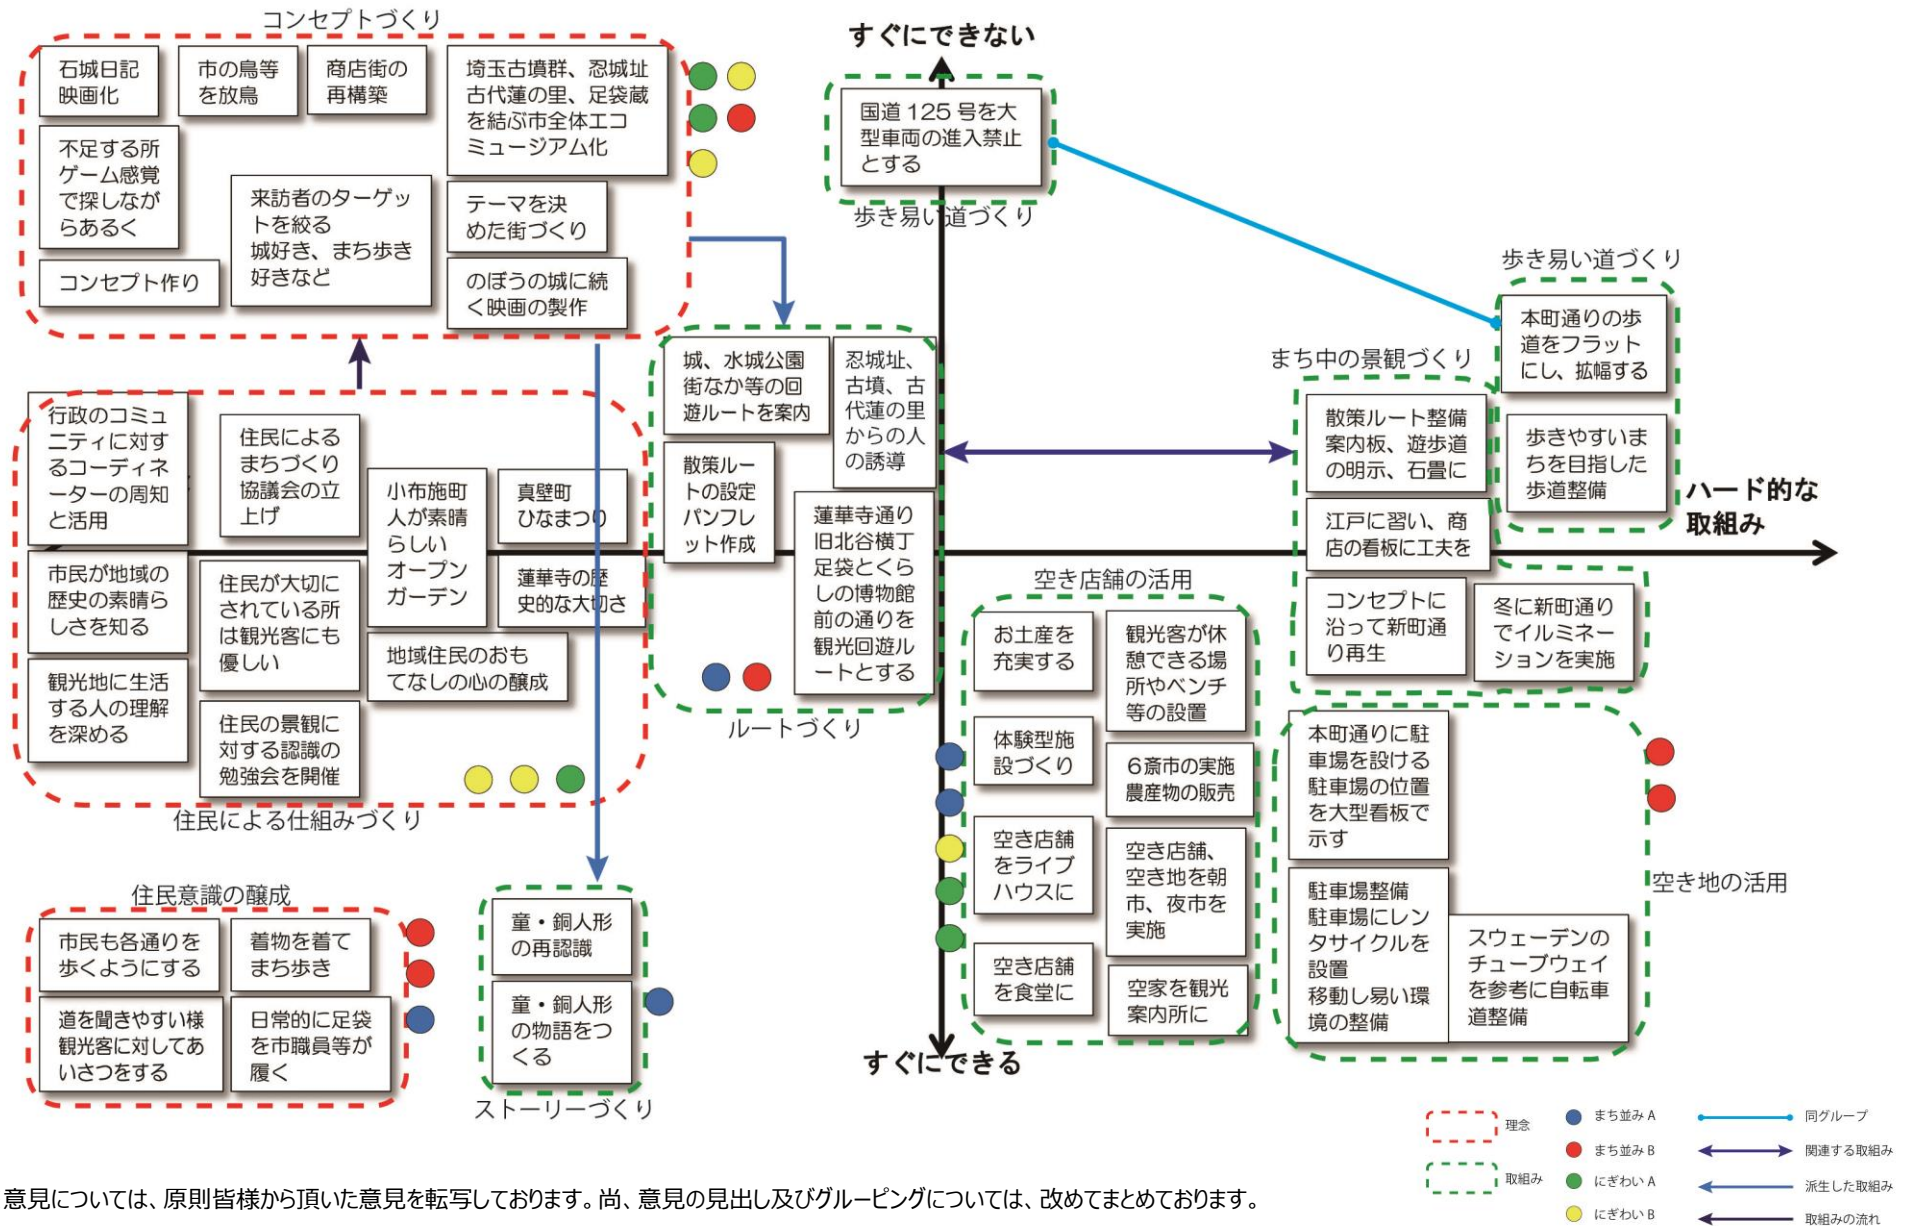 コンセプトづくり
石城日記
映画化
市の鳥等
を放鳥
商店街の
再構築
埼玉古墳群、忍城址
古代蓮の里、足袋蔵
を結ぶ市全体エコ
ミュージアム化
不足する所
ゲーム感覚
で探しなが
らあるく
来訪者のターゲッ
トを絞る
城好き、まち歩き
好きなど
テーマを決
めた街づくり
コンセプト作り
のぼうの城に続
く映画の製作
すぐにできない
国道 125 号を大
型車両の進入禁止
とする
歩き易い道づくり
歩き易い道づくり
本町通りの歩
道をフラット
にし、拡幅する
歩きやすいま
ちを目指した
歩道整備
まち中の景観づくり
散策ルート整備
案内板、遊歩道
の明示、石畳に
江戸に習い、商
店の看板に工夫を
コンセプトに
沿って新町通
り再生
冬に新町通り
でイルミネー
ションを実施
ハード的な
取組み
城、水城公園
街なか等の回
遊ルートを案内
忍城址、
古墳、古
代蓮の里
からの人
の誘導
散策ルー
トの設定
パンフレ
ット作成
蓮華寺通り
旧北谷横丁
足袋とくら
しの博物館
前の通りを
観光回遊ル
ートとする
ルートづくり
行政のコミュ
ニティに対す
るコーディネ
ーターの周知
と活用
住民による
まちづくり
協議会の立
上げ
小布施町
人が素晴
らしい
オープン
ガーデン
真壁町
ひなまつり
市民が地域の
歴史の素晴ら
しさを知る
住民が大切に
されている所
は観光客にも
優しい
蓮華寺の歴
史的な大切さ
地域住民のおも
てなしの心の醸成
観光地に生活
する人の理解
を深める
住民の景観に
対する認識の
勉強会を開催
住民による仕組みづくり
空き店舗の活用
お土産を
充実する
観光客が休
憩できる場
所やベンチ
等の設置
体験型施
設づくり
6斎市の実施
農産物の販売
空き店舗
をライブ
ハウスに
空き店舗、
空き地を朝
市、夜市を
実施
空き店舗
を食堂に
空家を観光
案内所に
すぐにできる
本町通りに駐
車場を設ける
駐車場の位置
を大型看板で
示す
駐車場整備
駐車場にレン
タサイクルを
設置
移動し易い環
境の整備
スウェーデンの
チューブウェイ
を参考に自転車
道整備
空き地の活用
住民意識の醸成
市民も各通りを
歩くようにする
着物を着て
まち歩き
道を聞きやすい様
観光客に対してあ
いさつをする
日常的に足袋
を市職員等が
履く
童・銅人形
の再認識
童・銅人形
の物語をつ
くる
ストーリーづくり
理念
取組み
まち並み A
まち並み B
にぎわい A
にぎわい B
同グループ
関連する取組み
派生した取組み
取組みの流れ
意見については、原則皆様から頂いた意見を転写しております。尚、意見の見出し及びグルーピングについては、改めてまとめております。